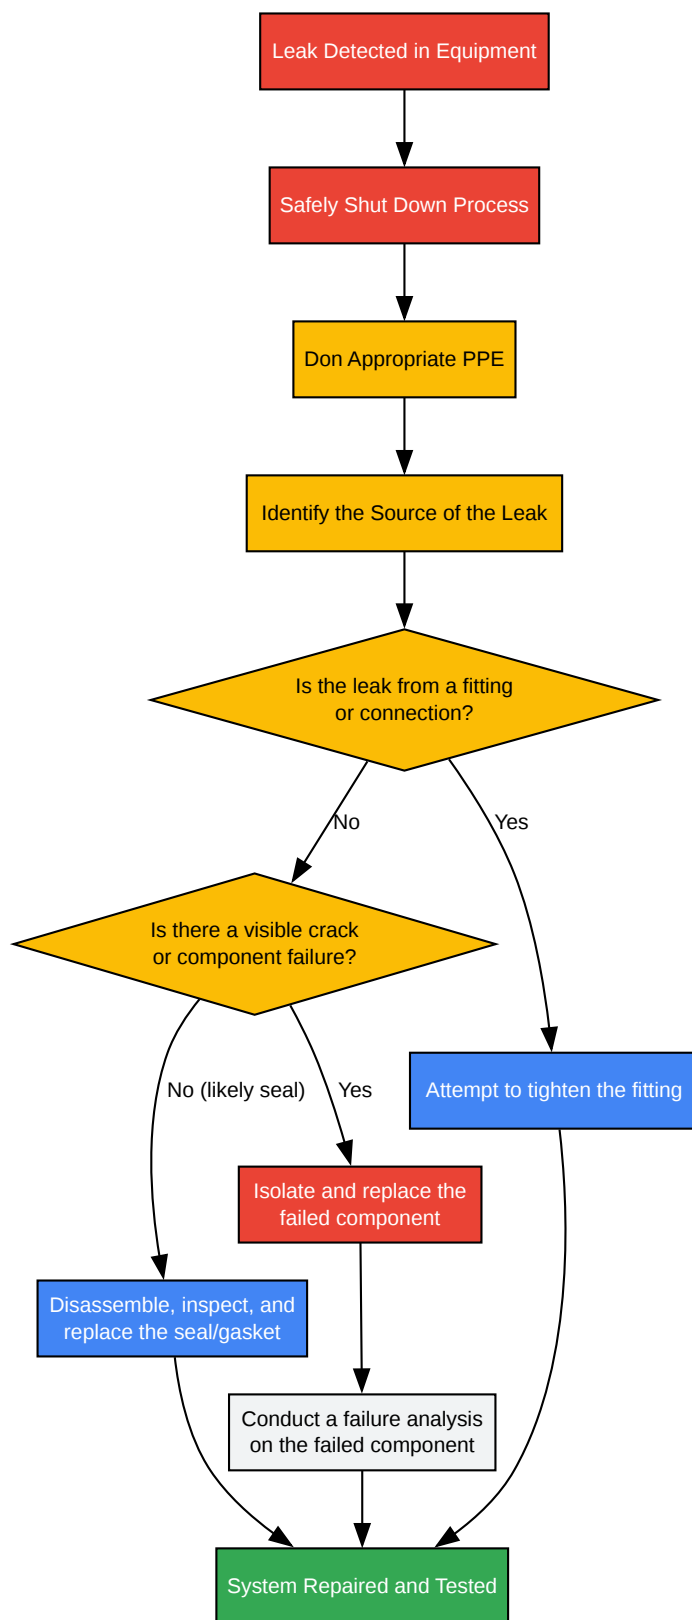 Leak Detected in Equipment
Safely Shut Down Process
Don Appropriate PPE
Identify the Source of the Leak
Is the leak from a fitting
or connection?
No
Yes
Is there a visible crack
or component failure?
No (likely seal)
Yes
Attempt to tighten the fitting
Isolate and replace the
failed component
Disassemble, inspect, and
replace the seal/gasket
Conduct a failure analysis
on the failed component
System Repaired and Tested